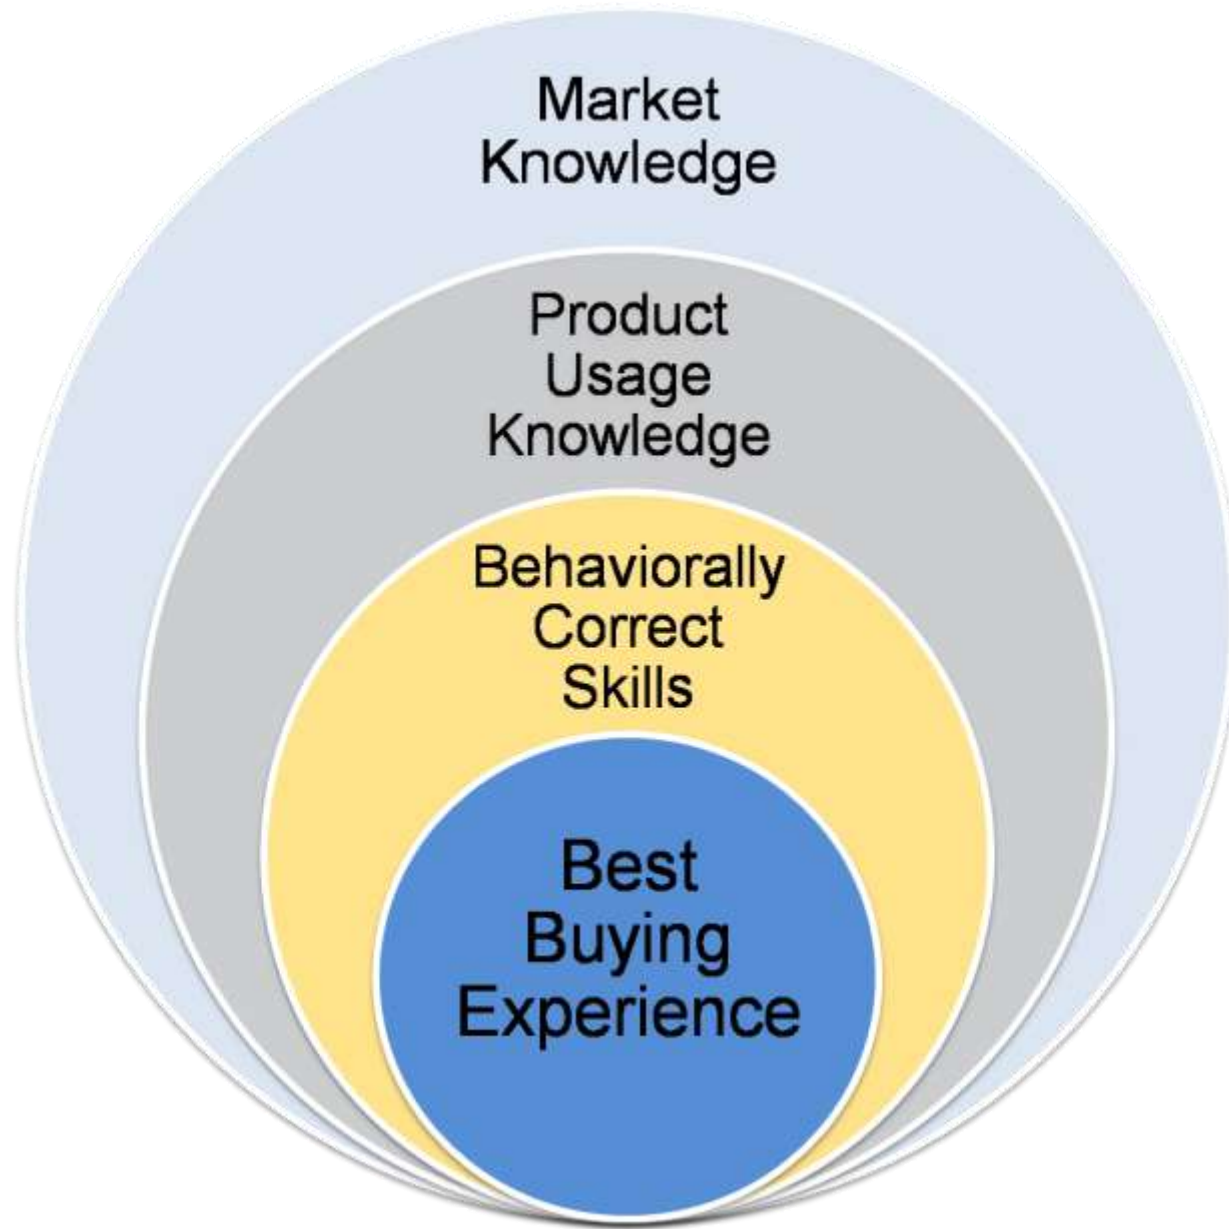 Market
Knowledge
Product
Usage
Knowledge
Behaviorally
Correct
Skills
Best
Buying
Experience